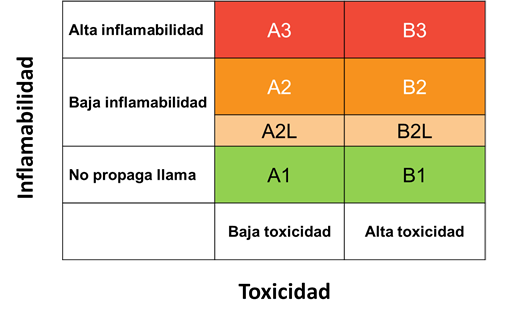 Inflamabilidad
Alta inflamabilidad A3 B3
Baja inflamabilidad A2 B2
A2L B2L
No propaga llama A1 B1
Baja toxicidad Alta toxicidad
Toxicidad